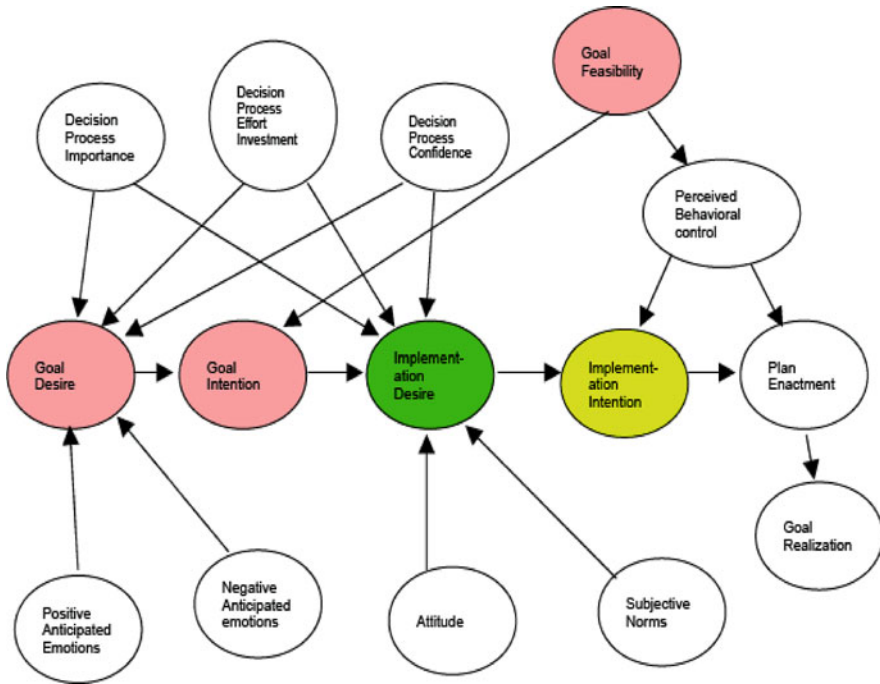 Goal
Feasibility
Decision
Process
Importance
Decision
Process
Effort
Investment
Decision
Process
Confidence
Perceived
Behavioral
control
Goal
Desire
Goal
Intention
Implement-
ation
Desire
Implement-
ation
Intention
Plan
Enactment
Goal
Realization
Positive
Anticipated
Emotions
Negative
Anticipated
emotions
Attitude
Subjective
Norms